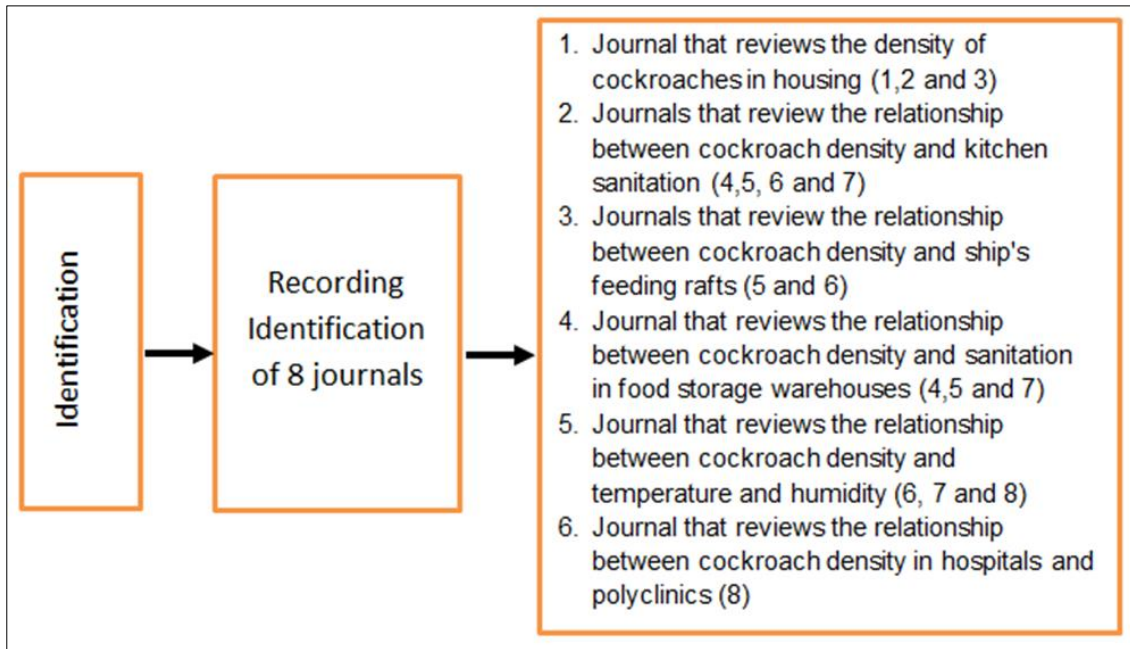 Identification
Recording
Identification
of 8 journals
1. Journal that reviews the density of
cockroaches in housing (1,2 and 3)
2. Journals that review the relationship
between cockroach density and kitchen
sanitation (4,5, 6 and 7)
3. Journals that review the relationship
between cockroach density and ship's
feeding rafts (5 and 6)
4. Journal that reviews the relationship
between cockroach density and sanitation
in food storage warehouses (4,5 and 7)
5. Journal that reviews the relationship
between cockroach density and
temperature and humidity (6, 7 and 8)
6. Journal that reviews the relationship
between cockroach density in hospitals and
polyclinics (8)